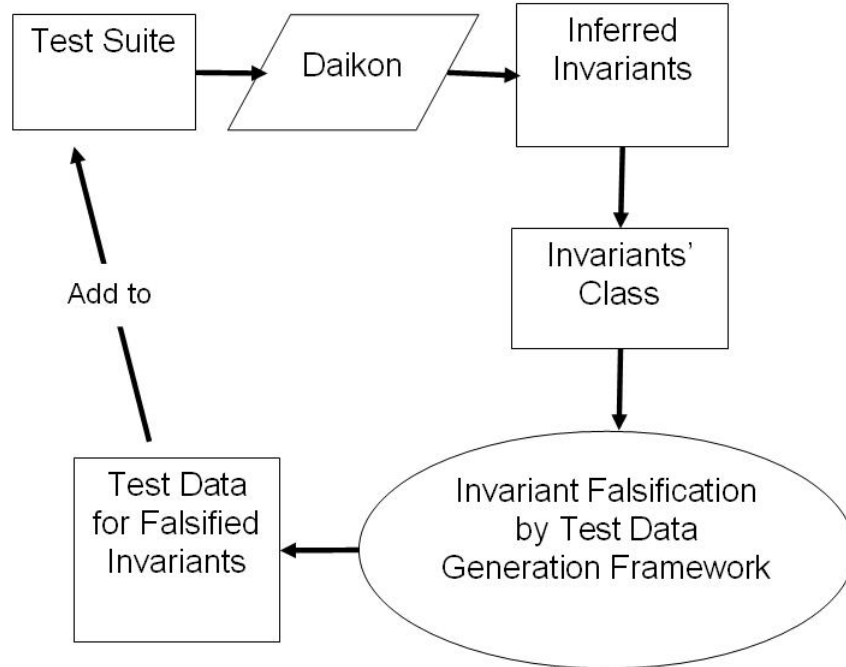 Test Suite
Daikon
Inferred
Invariants
Invariants’
Class
Invariant Falsification
by Test Data
Generation Framework
Test Data
for Falsified
Invariants
Add to